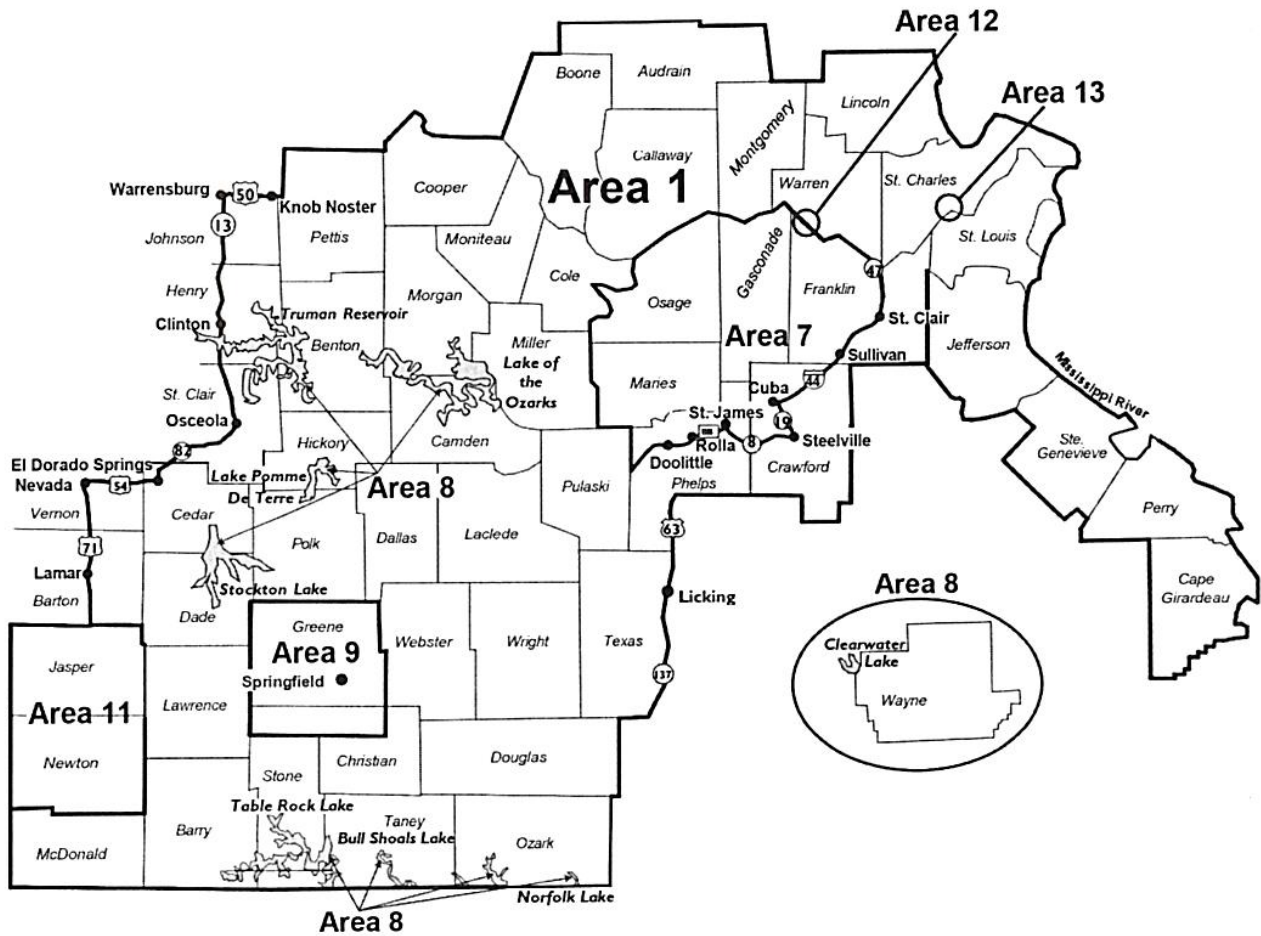 Area 12
Area 13
Boone
Audrain
Lincoln
Montgomery
Callaway
Area 1
Warren
St. Charles
Warrensburg
50
Knob Noster
Cooper
13
Johnson
Pettis
Moniteau
St. Louis
Cole
Gasconade
Henry
Morgan
Osage
Franklin
47
Truman Reservoir
Clinton
Benton
St. Clair
Miller
Area 7
Jefferson
Lake of
the
Ozarks
Sullivan
Mississippi River
St. Clair
Maries
44
Cuba
Osceola
Hickory
Camden
St. James
19
Rolla
8
Steelville
Ste.
Genevieve
82
El Dorado Springs
Doolittle
Lake Pomme
De Terre
Area 8
Crawford
Nevada
54
Pulaski
Phelps
Vernon
Cedar
Perry
63
Polk
Dallas
Laclede
71
Lamar
Stockton Lake
Barton
Licking
Cape
Girardeau
Area 8
Dade
Greene
Webster
Wright
Texas
Clearwater
Lake
Area 9
Jasper
Springfield
137
Wayne
Lawrence
Area 11
Newton
Christian
Douglas
Stone
Table Rock Lake
Taney
Barry
Bull Shoals Lake
Ozark
McDonald
Norfolk Lake
Area 8